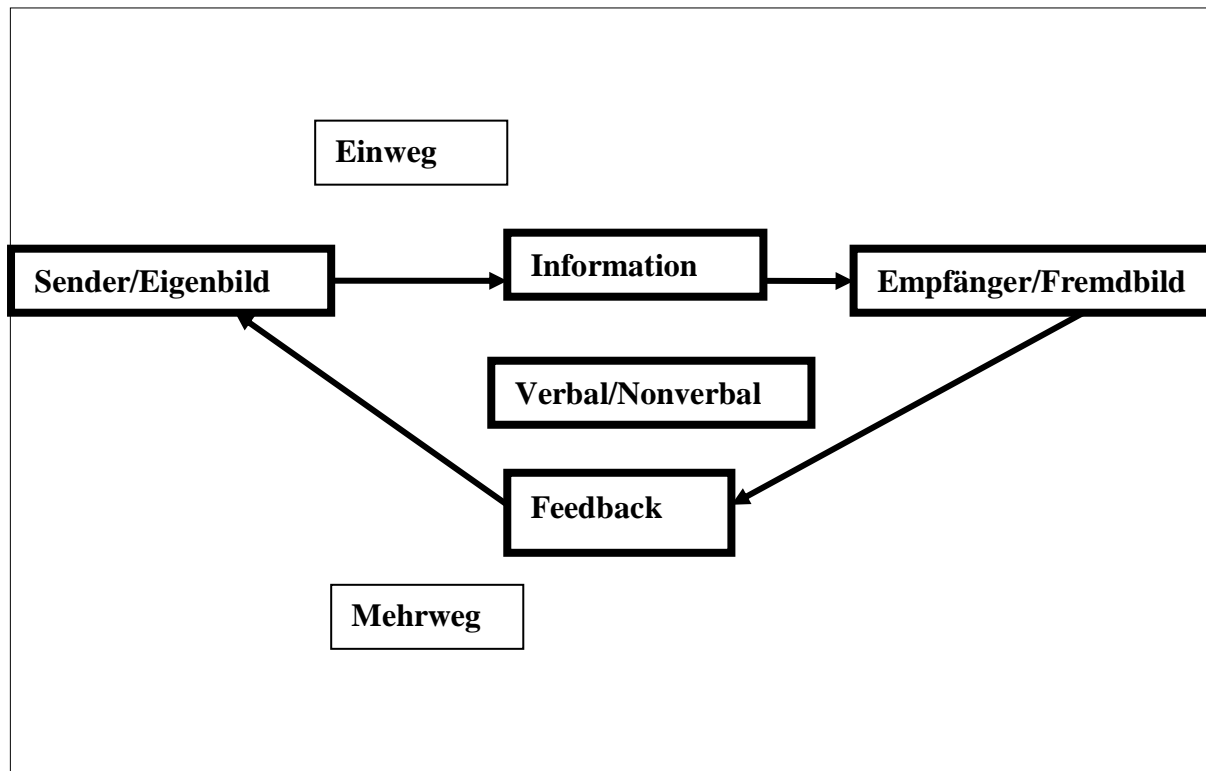 Einweg
Sender/Eigenbild
Information
Empfänger/Fremdbild
Verbal/Nonverbal
Feedback
Mehrweg